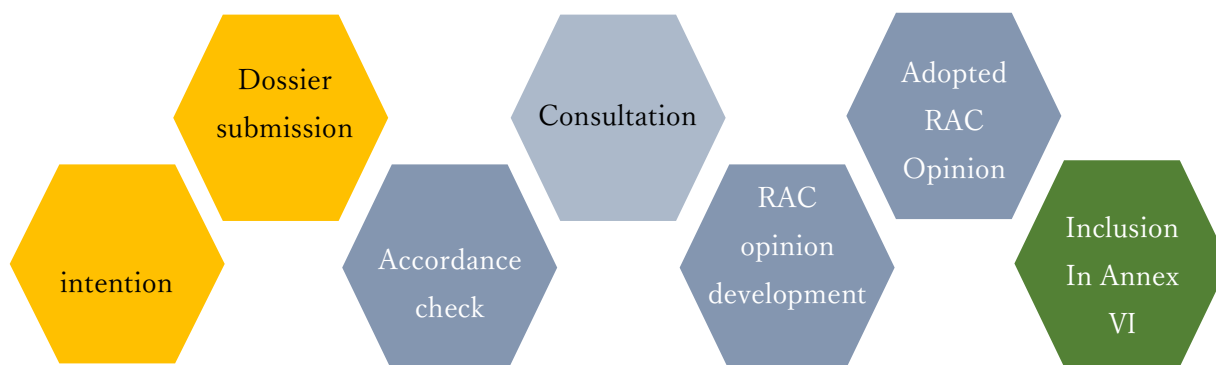 intention
Dossier
submission
Accordance
check
Consultation
RAC
opinion
development
Adopted
RAC
Opinion
Inclusion
In Annex
VI